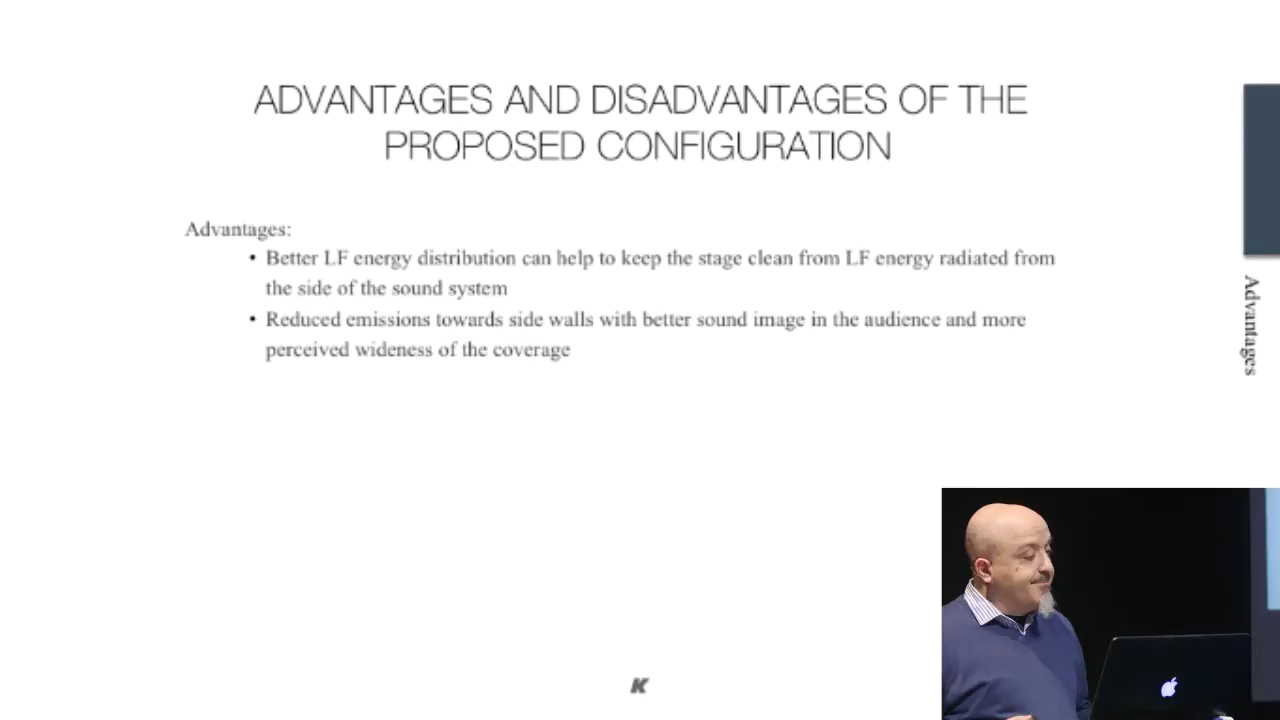 ADVANTAGES AND DISADVANTAGES OF THE
PROPOSED CONFIGURATION
Advantages:
• Better LF energy distribution can help to keep the stage clean from LF energy radiated from
the side of the sound system
• Reduced emissions towards side walls with better sound image in the audience and more
perceived wideness of the coverage
Advantages
K